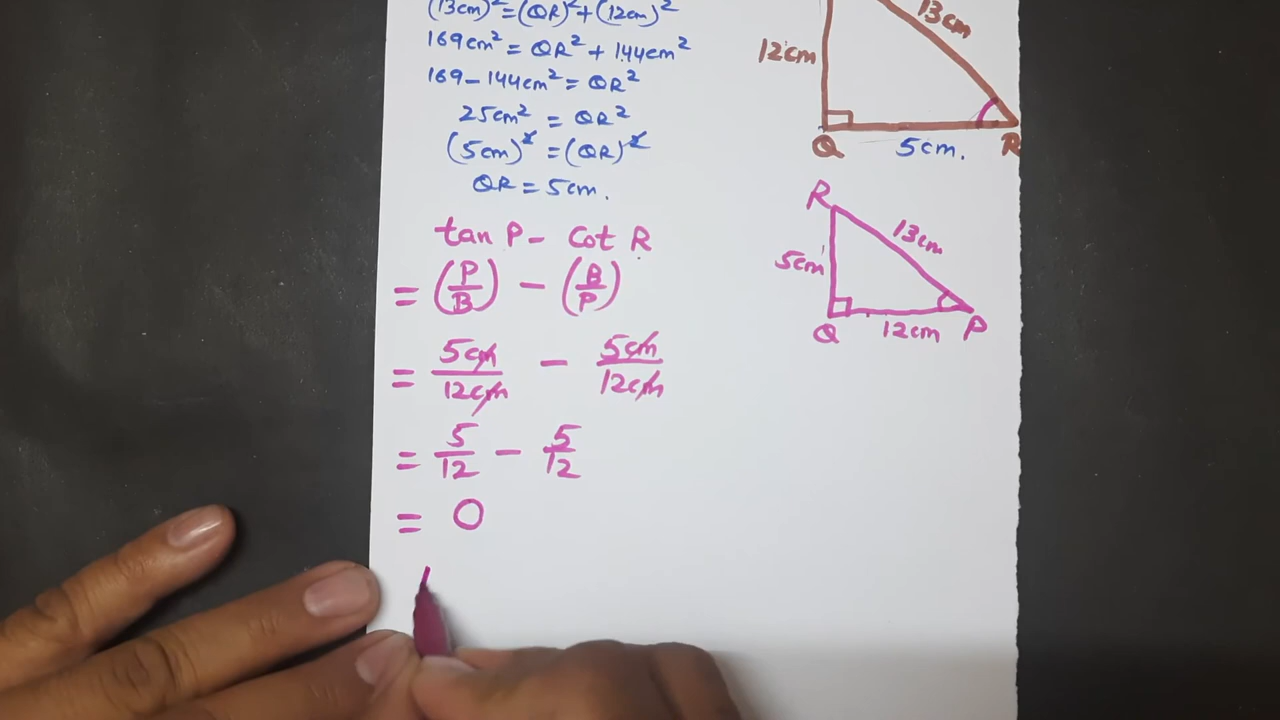 (13cm)²=(QR)²+(12cm)²
169cm² = QR² + 144cm²
169-144cm² = QR²
25cm² = QR²
(5cm)² = (QR)²
QR = 5cm.
tan P - Cot R
= (P/B) - (B/P)
= 5cm/12cm - 5cm/12cm
= 5/12 - 5/12
= 0
13cm
12cm
Q
5cm.
R
R
13cm
5cm
Q
12cm
P